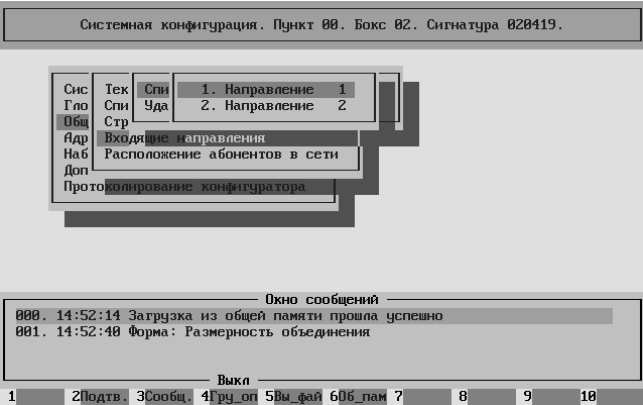 Системная конфигурация. Пункт 00. Бокс 02. Сигнатура 020419.
Сис Тек Спи 1. Направление 1
Гло Спи Уда 2. Направление 2
Общ Стр
Адр Входящие направления
Наб Расположение абонентов в сети
Доп
Протоколирование конфигуратора
Окно сообщений
000. 14:52:14 Загрузка из общей памяти прошла успешно
001. 14:52:40 Форма: Размерность объединения
Выкл
1 2Подтв. 3Сообщ. 4Гру_оп 5Вы_фай 6Об_пам 7 8 9 10